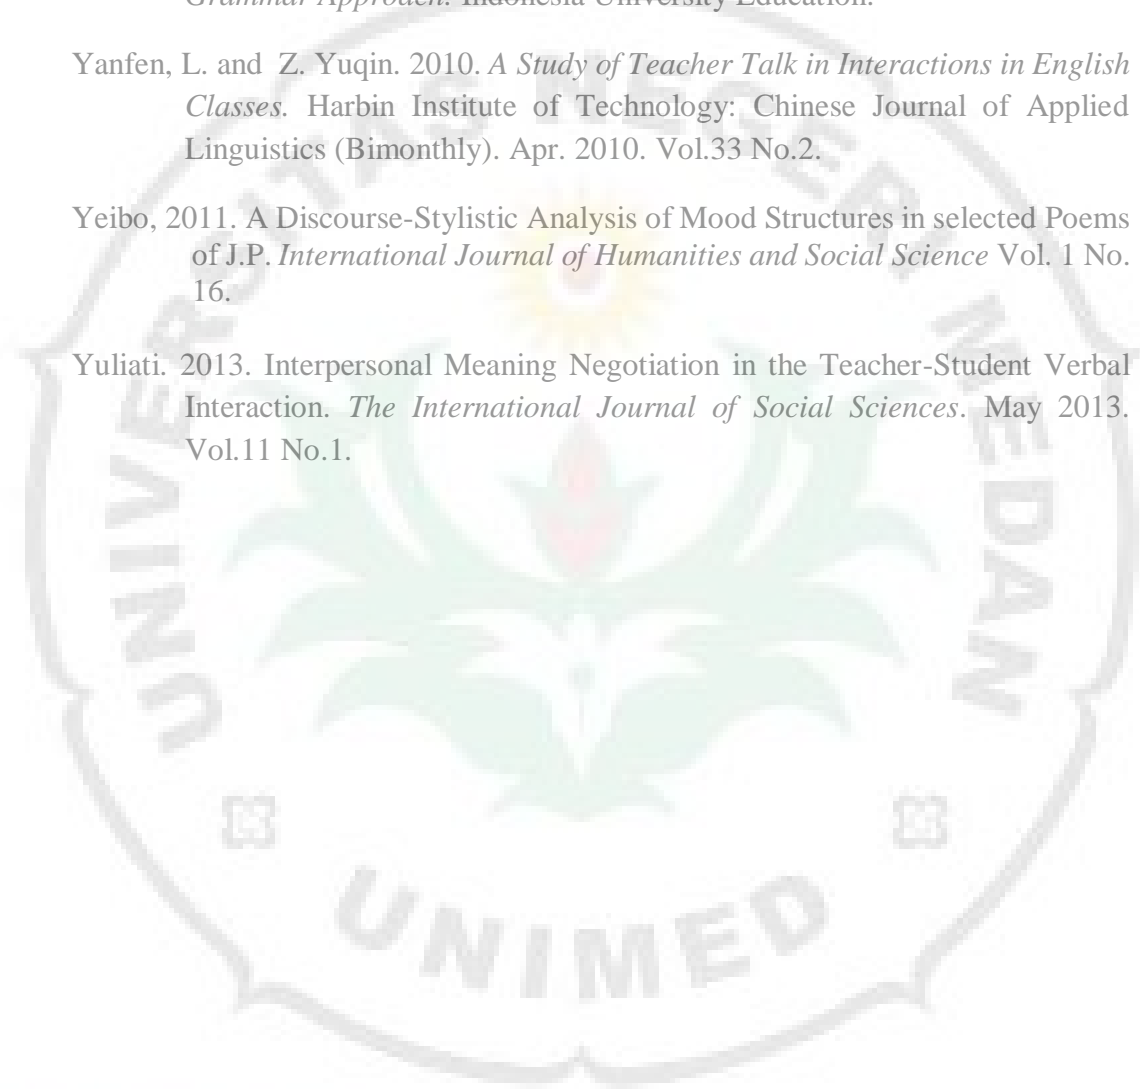 Grammar Approach. Indonesia University Education.
Yanfen, L. and Z. Yuqin. 2010. A Study of Teacher Talk in Interactions in English
Classes. Harbin Institute of Technology: Chinese Journal of Applied
Linguistics (Bimonthly). Apr. 2010. Vol.33 No.2.
Yeibo, 2011. A Discourse-Stylistic Analysis of Mood Structures in selected Poems
of J.P. International Journal of Humanities and Social Science Vol. 1 No.
16.
Yuliati. 2013. Interpersonal Meaning Negotiation in the Teacher-Student Verbal
Interaction. The International Journal of Social Sciences. May 2013.
Vol.11 No.1.
UNIVERSITAS NEGERI MEDAN
UNIMED